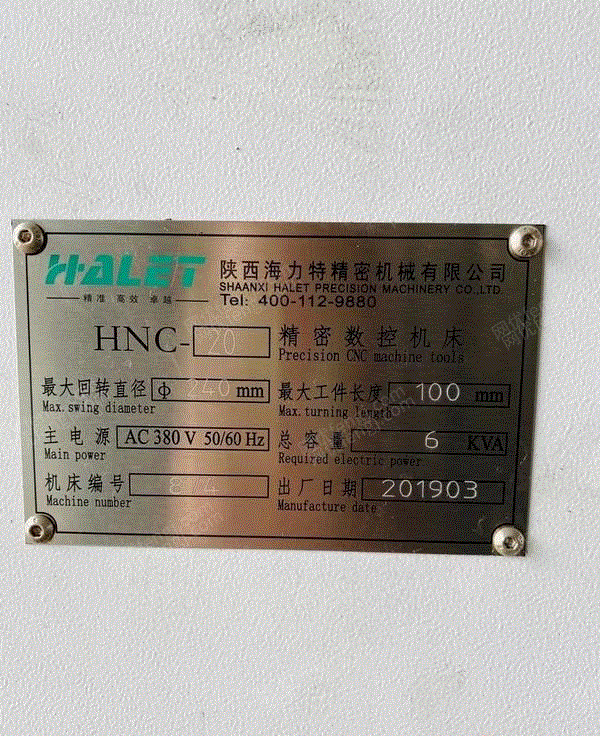 HALET
精准 高效 卓越
陕西海力特精密机械有限公司
SHAANXI HALET PRECISION MACHINERY CO.,LTD.
Tel: 400-112-9880
HNC-20 精密数控机床
Precision CNC machine tools
最大回转直径 Φ 240 mm 最大工件长度 100 mm
Max.swing diameter Max.turning length
主电源 AC 380 V 50/60 Hz 总容量 6 KVA
Main power Required electric power
机床编号 出厂日期 201903
Machine number Manufacture date